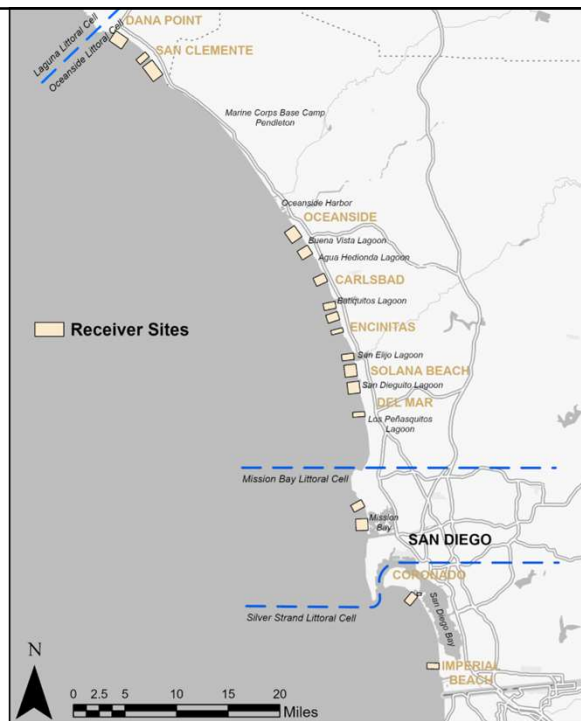 DANA POINT
Laguna Littoral Cell
Oceanside Littoral Cell
SAN CLEMENTE
Marine Corps Base Camp
Pendleton
Oceanside Harbor
OCEANSIDE
Buena Vista Lagoon
Agua Hedionda Lagoon
CARLSBAD
Batiquitos Lagoon
Receiver Sites
ENCINITAS
San Elijo Lagoon
SOLANA BEACH
San Dieguito Lagoon
DEL MAR
Los Peñasquitos
Lagoon
Mission Bay Littoral Cell
Mission
Bay
SAN DIEGO
CORONADO
San Diego Bay
Silver Strand Littoral Cell
N
IMPERIAL
BEACH
0 2.5 5 10 15 20
Miles